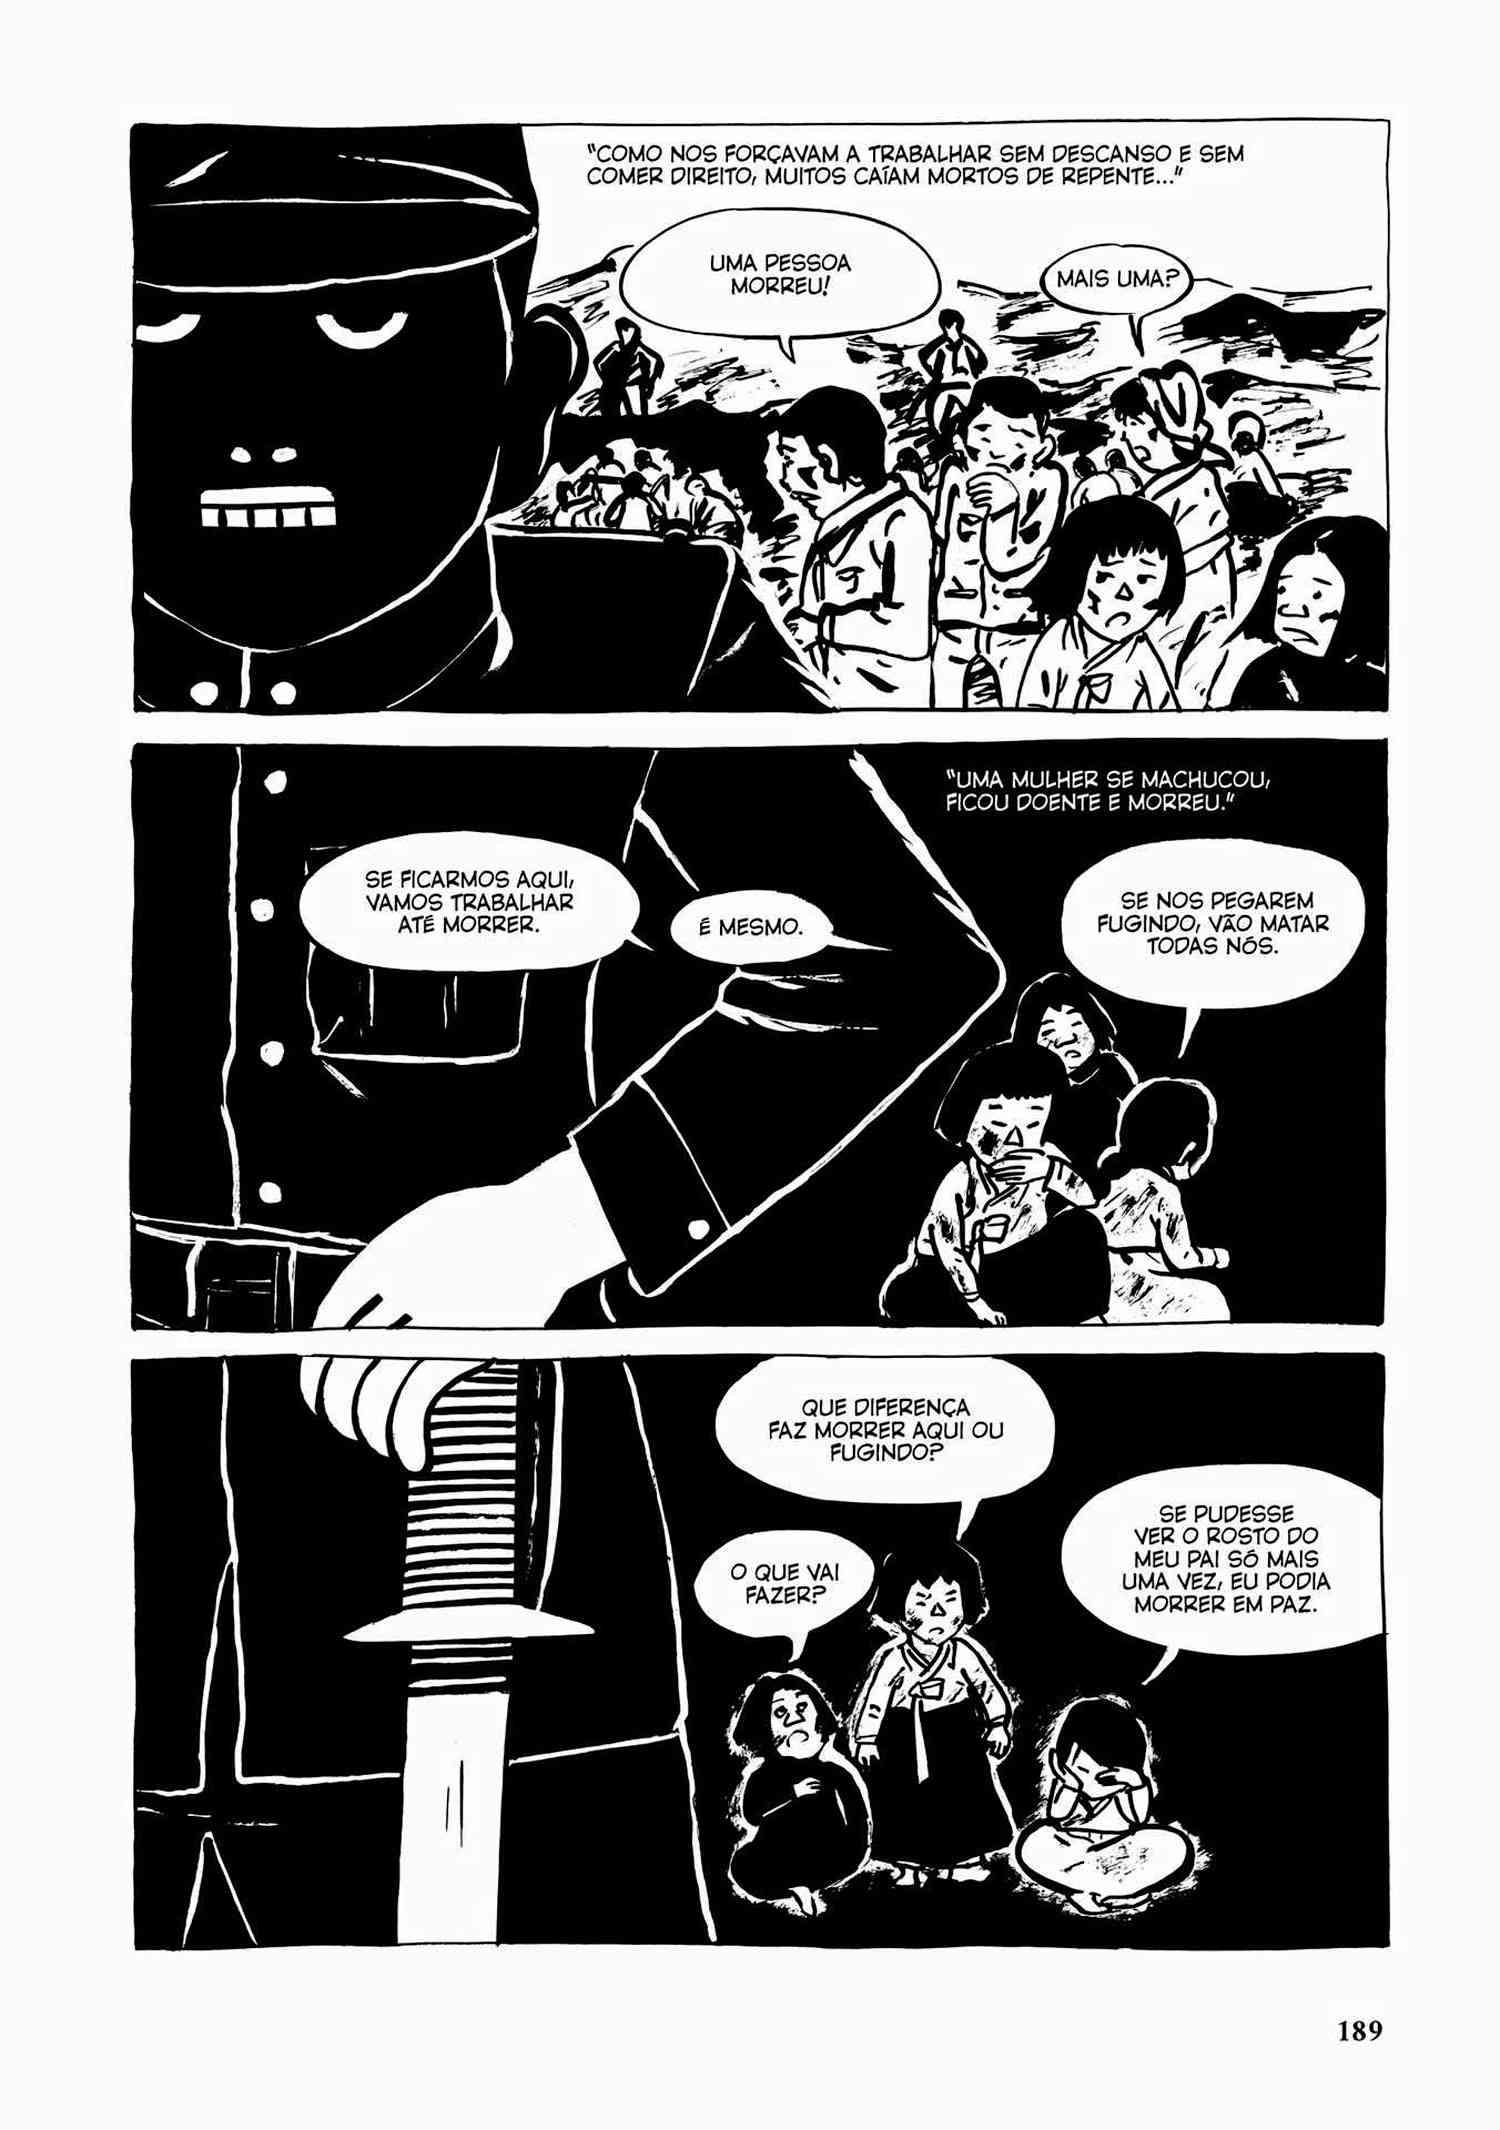 "COMO NOS FORÇAVAM A TRABALHAR SEM DESCANSO E SEM
COMER DIREITO, MUITOS CAÍAM MORTOS DE REPENTE..."
UMA PESSOA
MORREU!
MAIS UMA?
"UMA MULHER SE MACHUCOU,
FICOU DOENTE E MORREU."
SE FICARMOS AQUI,
VAMOS TRABALHAR
ATÉ MORRER.
É MESMO.
SE NOS PEGAREM
FUGINDO, VÃO MATAR
TODAS NÓS.
QUE DIFERENÇA
FAZ MORRER AQUI OU
FUGINDO?
O QUE VAI
FAZER?
SE PUDESSE
VER O ROSTO DO
MEU PAI SÓ MAIS
UMA VEZ, EU PODIA
MORRER EM PAZ.
189